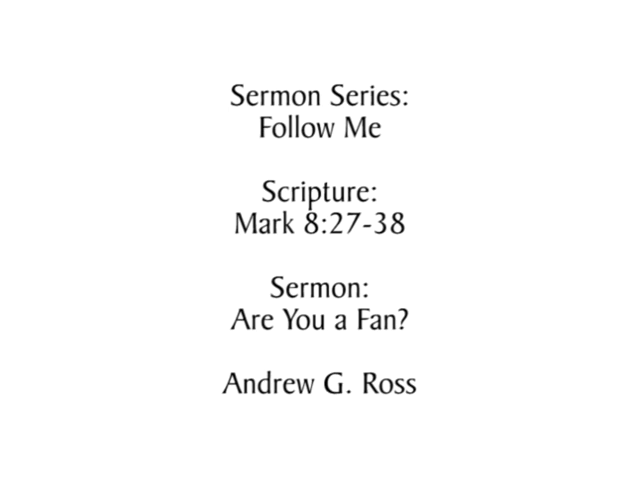 Sermon Series:
Follow Me
Scripture:
Mark 8:27-38
Sermon:
Are You a Fan?
Andrew G. Ross